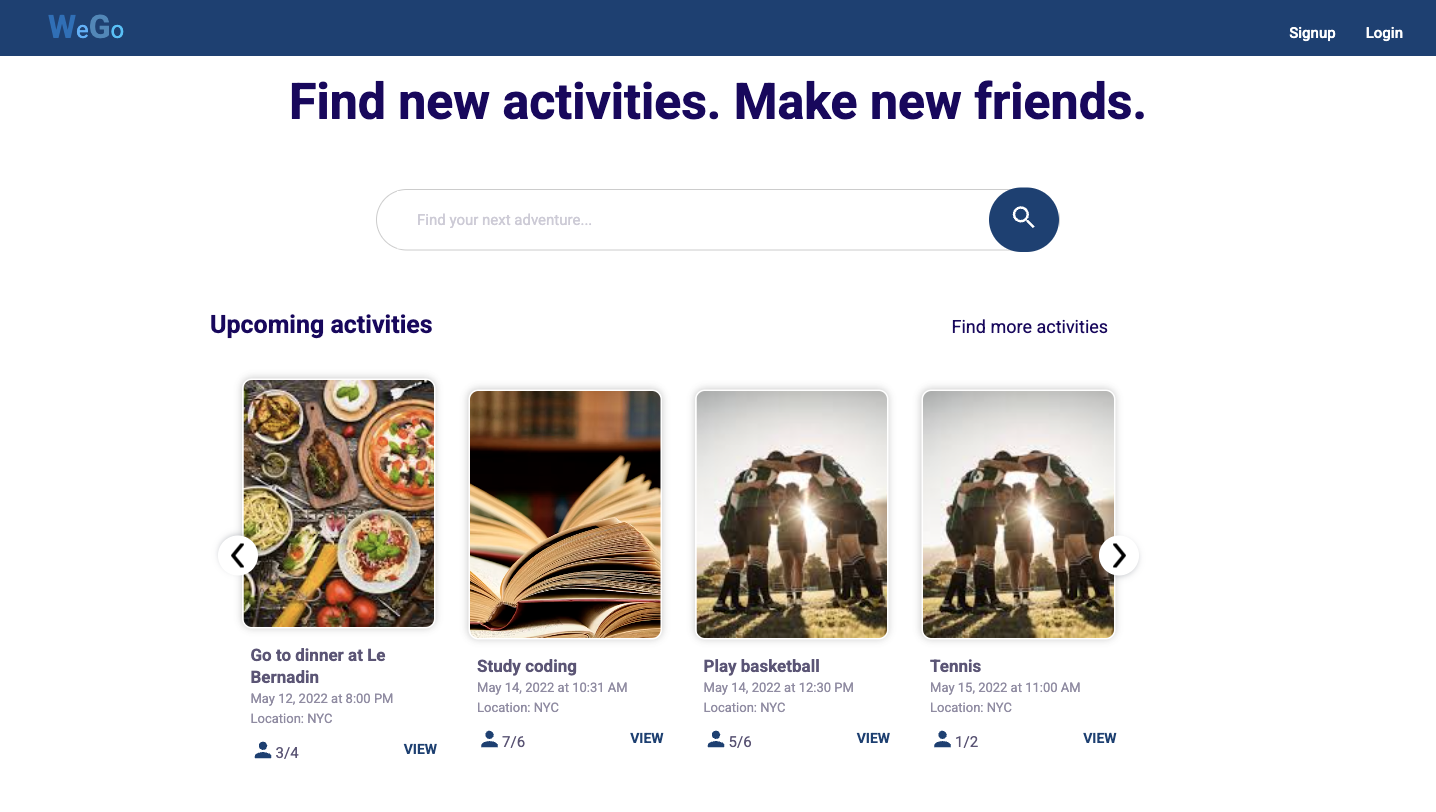 WeGo
Signup
Login
Find new activities. Make new friends.
Find your next adventure...
Upcoming activities
Find more activities
Go to dinner at Le
Bernadin
May 12, 2022 at 8:00 PM
Location: NYC
3/4
VIEW
Study coding
May 14, 2022 at 10:31 AM
Location: NYC
7/6
VIEW
Play basketball
May 14, 2022 at 12:30 PM
Location: NYC
5/6
VIEW
Tennis
May 15, 2022 at 11:00 AM
Location: NYC
1/2
VIEW